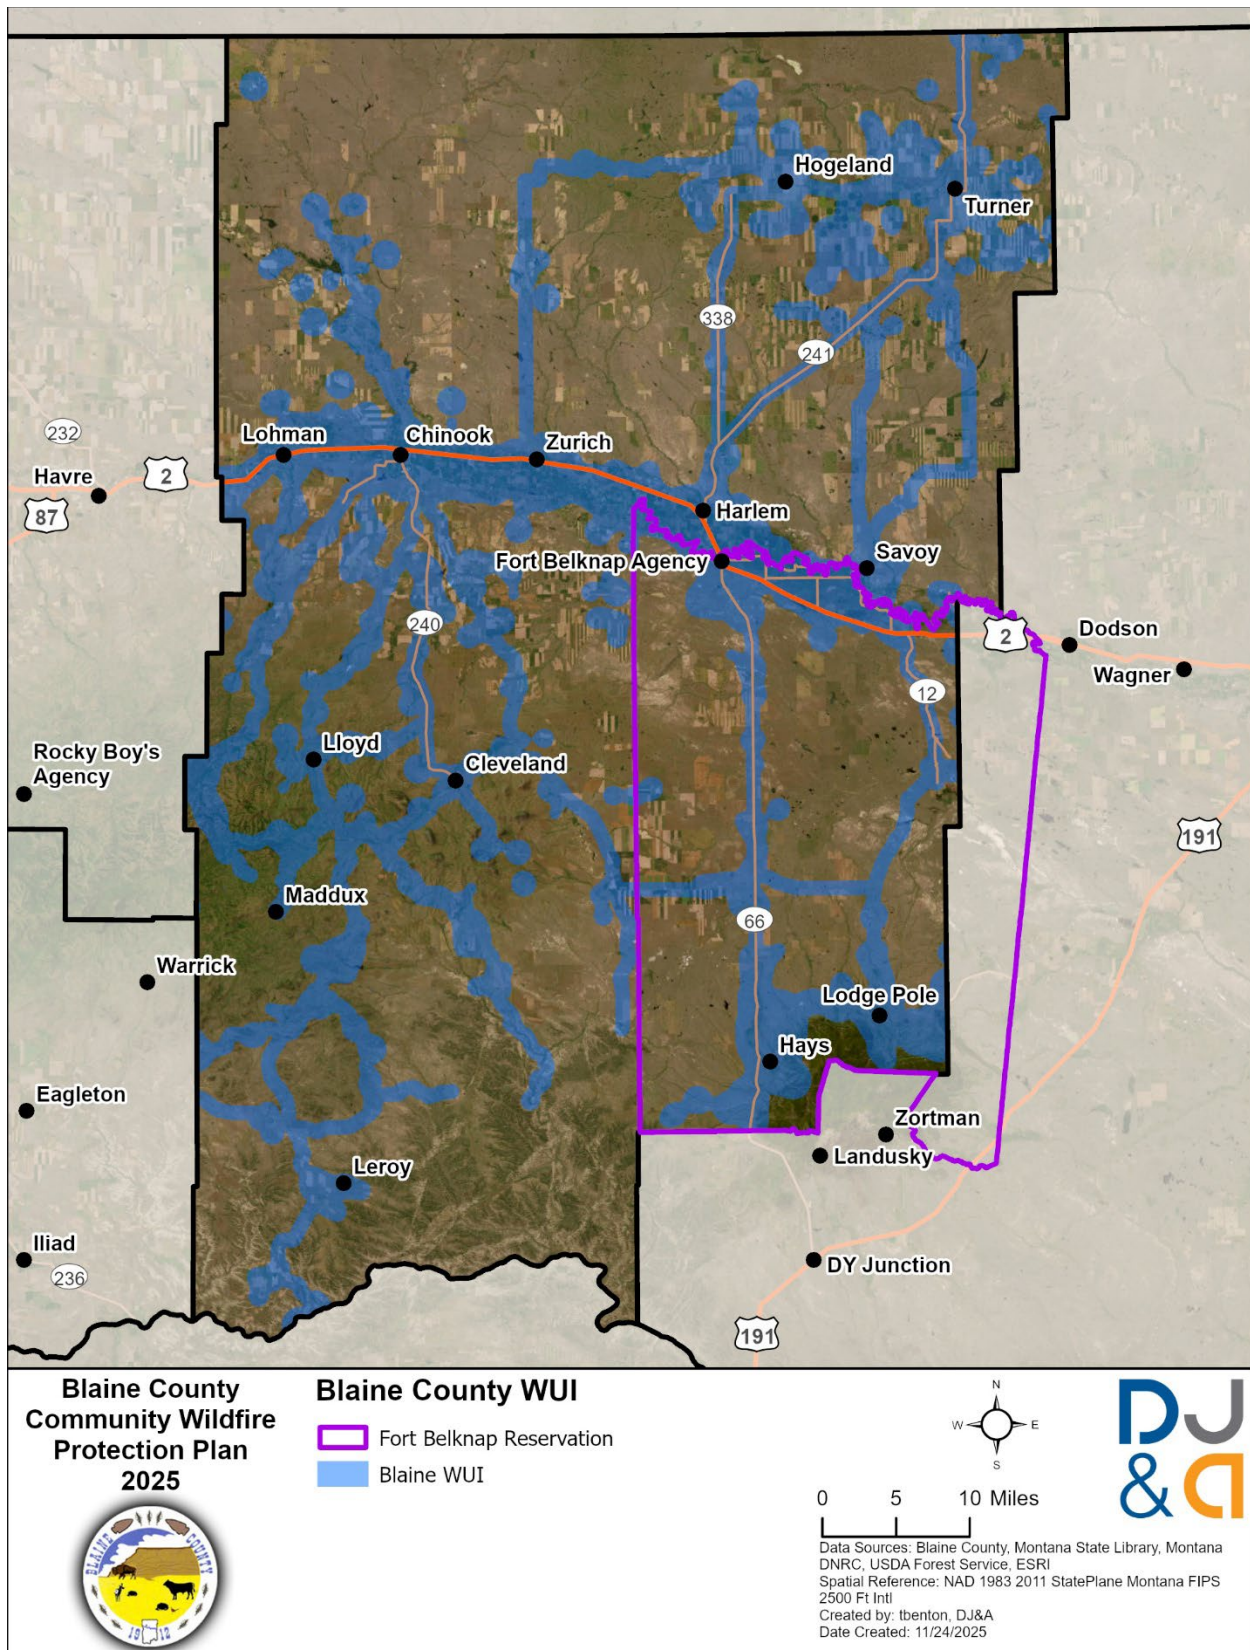 Hogeland
Turner
338
241
232
Lohman
Chinook
Zurich
Havre
2
87
Harlem
Fort Belknap Agency
Savoy
240
2
Dodson
Wagner
12
Rocky Boy's
Agency
Lloyd
Cleveland
191
Maddux
66
Warrick
Lodge Pole
Hays
Eagleton
Zortman
Landusky
Leroy
Iliad
236
DY Junction
191
Blaine County
Community Wildfire
Protection Plan
2025
BLAINE COUNTY
1912
Blaine County WUI
Fort Belknap Reservation
Blaine WUI
N
W E
S
0 5 10 Miles
DJ
&A
Data Sources: Blaine County, Montana State Library, Montana
DNRC, USDA Forest Service, ESRI
Spatial Reference: NAD 1983 2011 StatePlane Montana FIPS
2500 Ft Intl
Created by: tbenton, DJ&A
Date Created: 11/24/2025